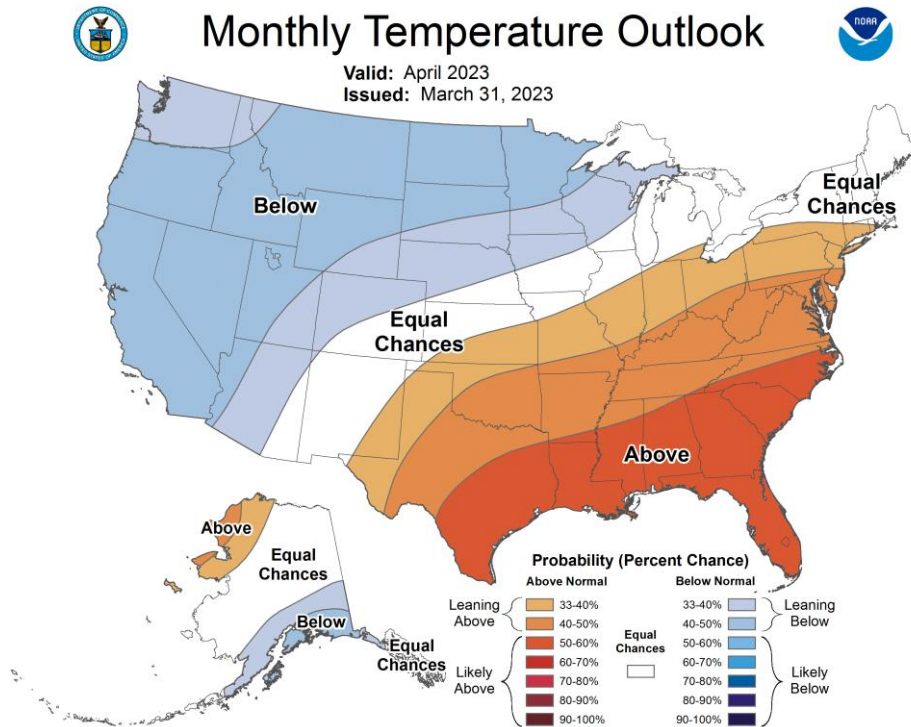 Monthly Temperature Outlook
NOAA
Valid: April 2023
Issued: March 31, 2023
Below
Equal
Chances
Equal
Chances
Above
Above
Equal
Chances
Below
Equal
Chances
Probability (Percent Chance)
Above Normal
Below Normal
Leaning
Above
33-40%
40-50%
Likely
Above
50-60%
60-70%
70-80%
80-90%
90-100%
Equal
Chances
33-40%
40-50%
Leaning
Below
50-60%
60-70%
70-80%
80-90%
90-100%
Likely
Below